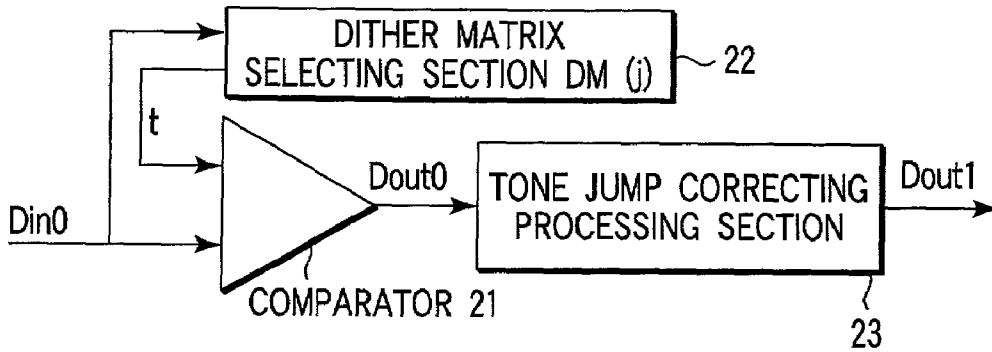 DITHER MATRIX
SELECTING SECTION DM (j)
22
t
Din0
Dout0
TONE JUMP CORRECTING
PROCESSING SECTION
Dout1
COMPARATOR 21
23